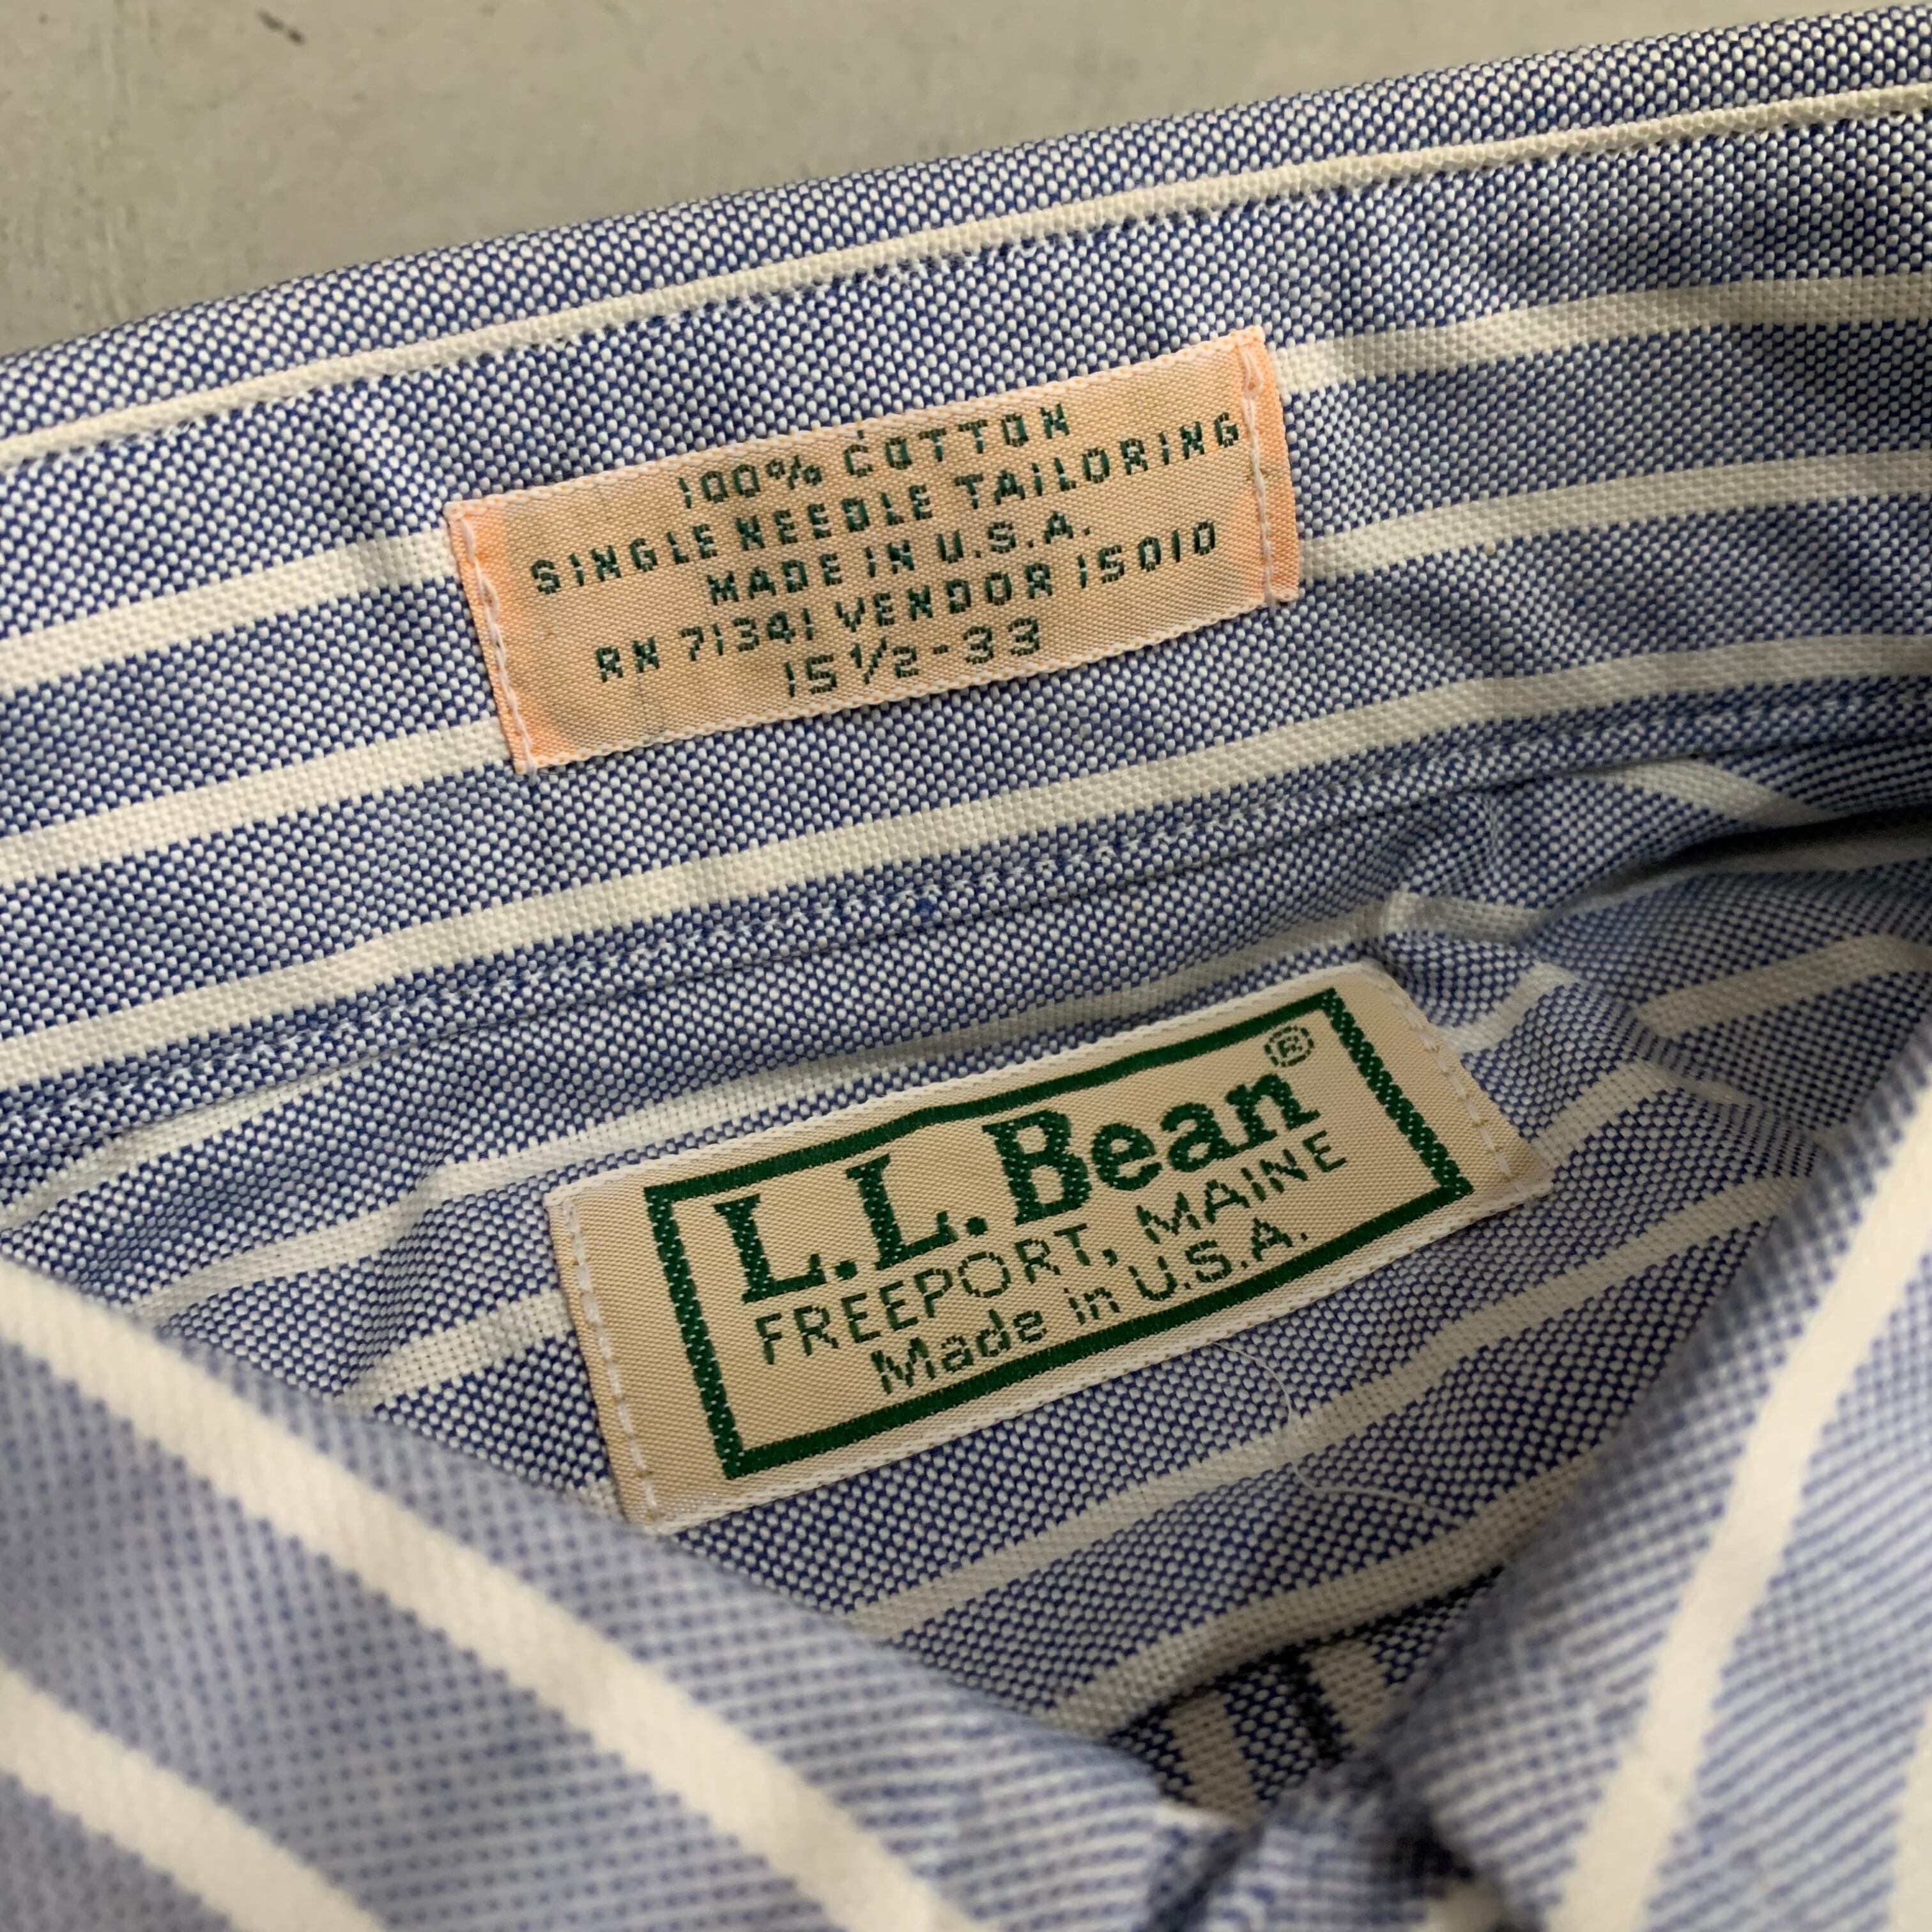 100% COTTON
SINGLE NEEDLE TAILORING
MADE IN U.S.A.
RN 71341 VENDOR 15010
15 1/2 - 33
L.L.Bean®
FREEPORT, MAINE
Made in U.S.A.